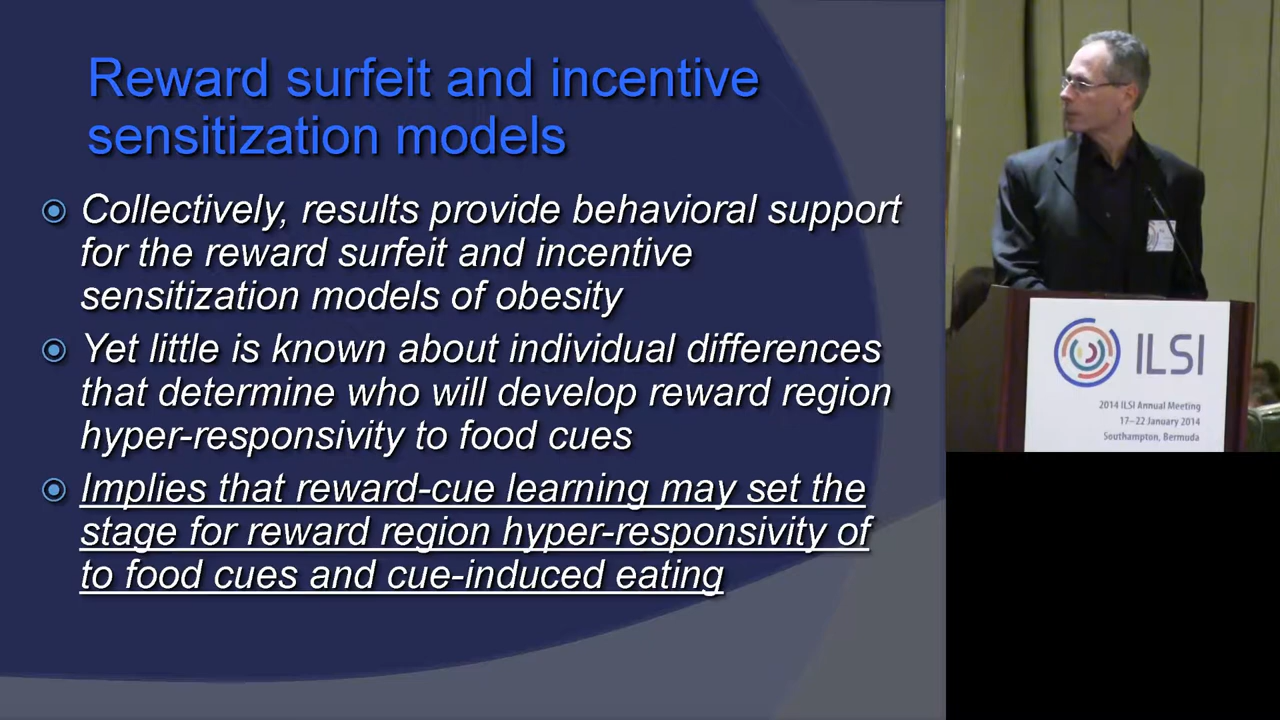 Reward surfeit and incentive
sensitization models
Collectively, results provide behavioral support
for the reward surfeit and incentive
sensitization models of obesity
Yet little is known about individual differences
that determine who will develop reward region
hyper-responsivity to food cues
Implies that reward-cue learning may set the
stage for reward region hyper-responsivity of
to food cues and cue-induced eating
ILSI
2014 ILSI Annual Meeting
17–22 January 2014
Southampton, Bermuda